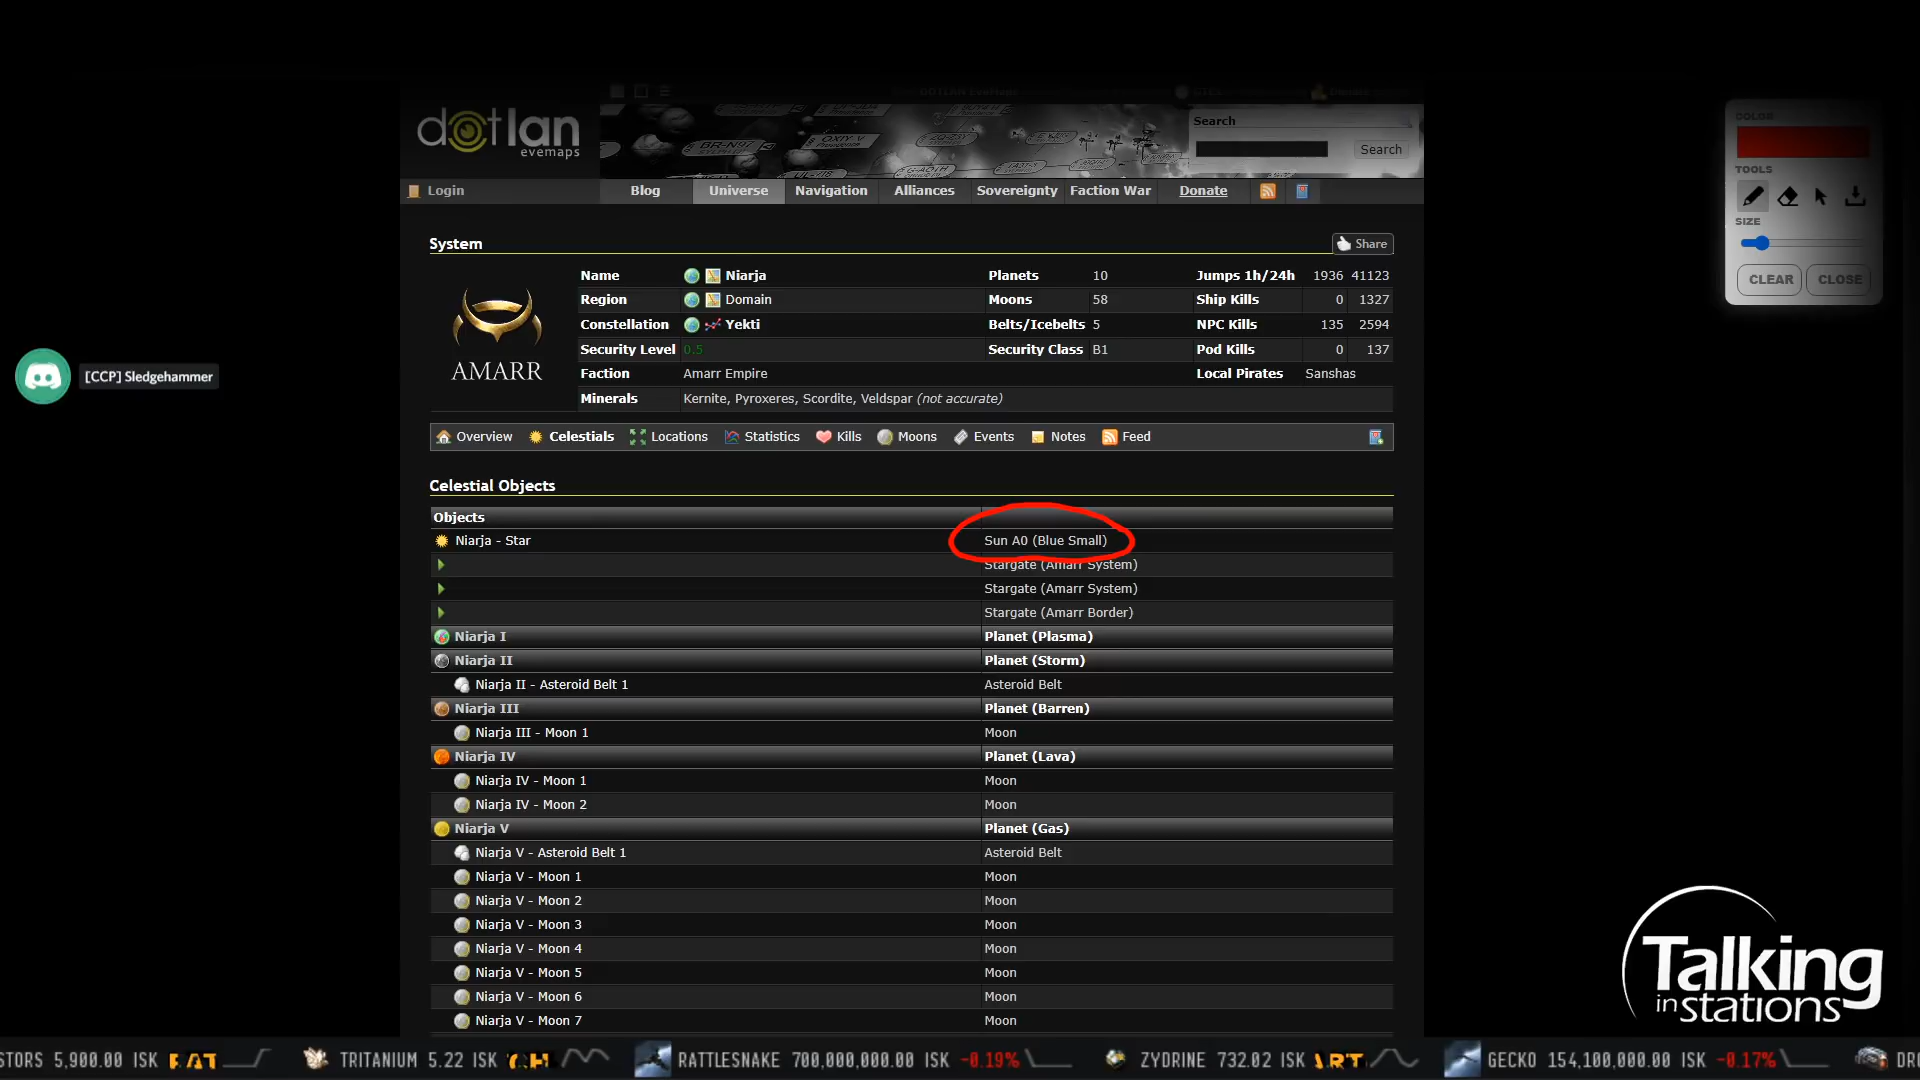 dotlan
evemaps
Search
Search
Login
Blog
Universe
Navigation
Alliances
Sovereignty
Faction War
Donate
COLOR
TOOLS
SIZE
CLEAR
CLOSE
System
Share
AMARR
Name Niarja Planets 10 Jumps 1h/24h 1936 41123
Region Domain Moons 58 Ship Kills 0 1327
Constellation Yekti Belts/Icebelts 5 NPC Kills 135 2594
Security Level 0.5 Security Class B1 Pod Kills 0 137
Faction Amarr Empire Local Pirates Sanshas
Minerals Kernite, Pyroxeres, Scordite, Veldspar (not accurate)
[CCP] Sledgehammer
Overview Celestials Locations Statistics Kills Moons Events Notes Feed
Celestial Objects
Objects
Niarja - Star Sun A0 (Blue Small)
Stargate (Amarr System)
Stargate (Amarr System)
Stargate (Amarr Border)
Niarja I Planet (Plasma)
Niarja II Planet (Storm)
Niarja II - Asteroid Belt 1 Asteroid Belt
Niarja III Planet (Barren)
Niarja III - Moon 1 Moon
Niarja IV Planet (Lava)
Niarja IV - Moon 1 Moon
Niarja IV - Moon 2 Moon
Niarja V Planet (Gas)
Niarja V - Asteroid Belt 1 Asteroid Belt
Niarja V - Moon 1 Moon
Niarja V - Moon 2 Moon
Niarja V - Moon 3 Moon
Niarja V - Moon 4 Moon
Niarja V - Moon 5 Moon
Niarja V - Moon 6 Moon
Niarja V - Moon 7 Moon
Talking
in stations
STORS 5,900.00 ISK TRITANIUM 5.22 ISK RATTLESNAKE 700,000,000.00 ISK -0.19% ZYDRINE 732.02 ISK GECKO 154,100,000.00 ISK -0.17%